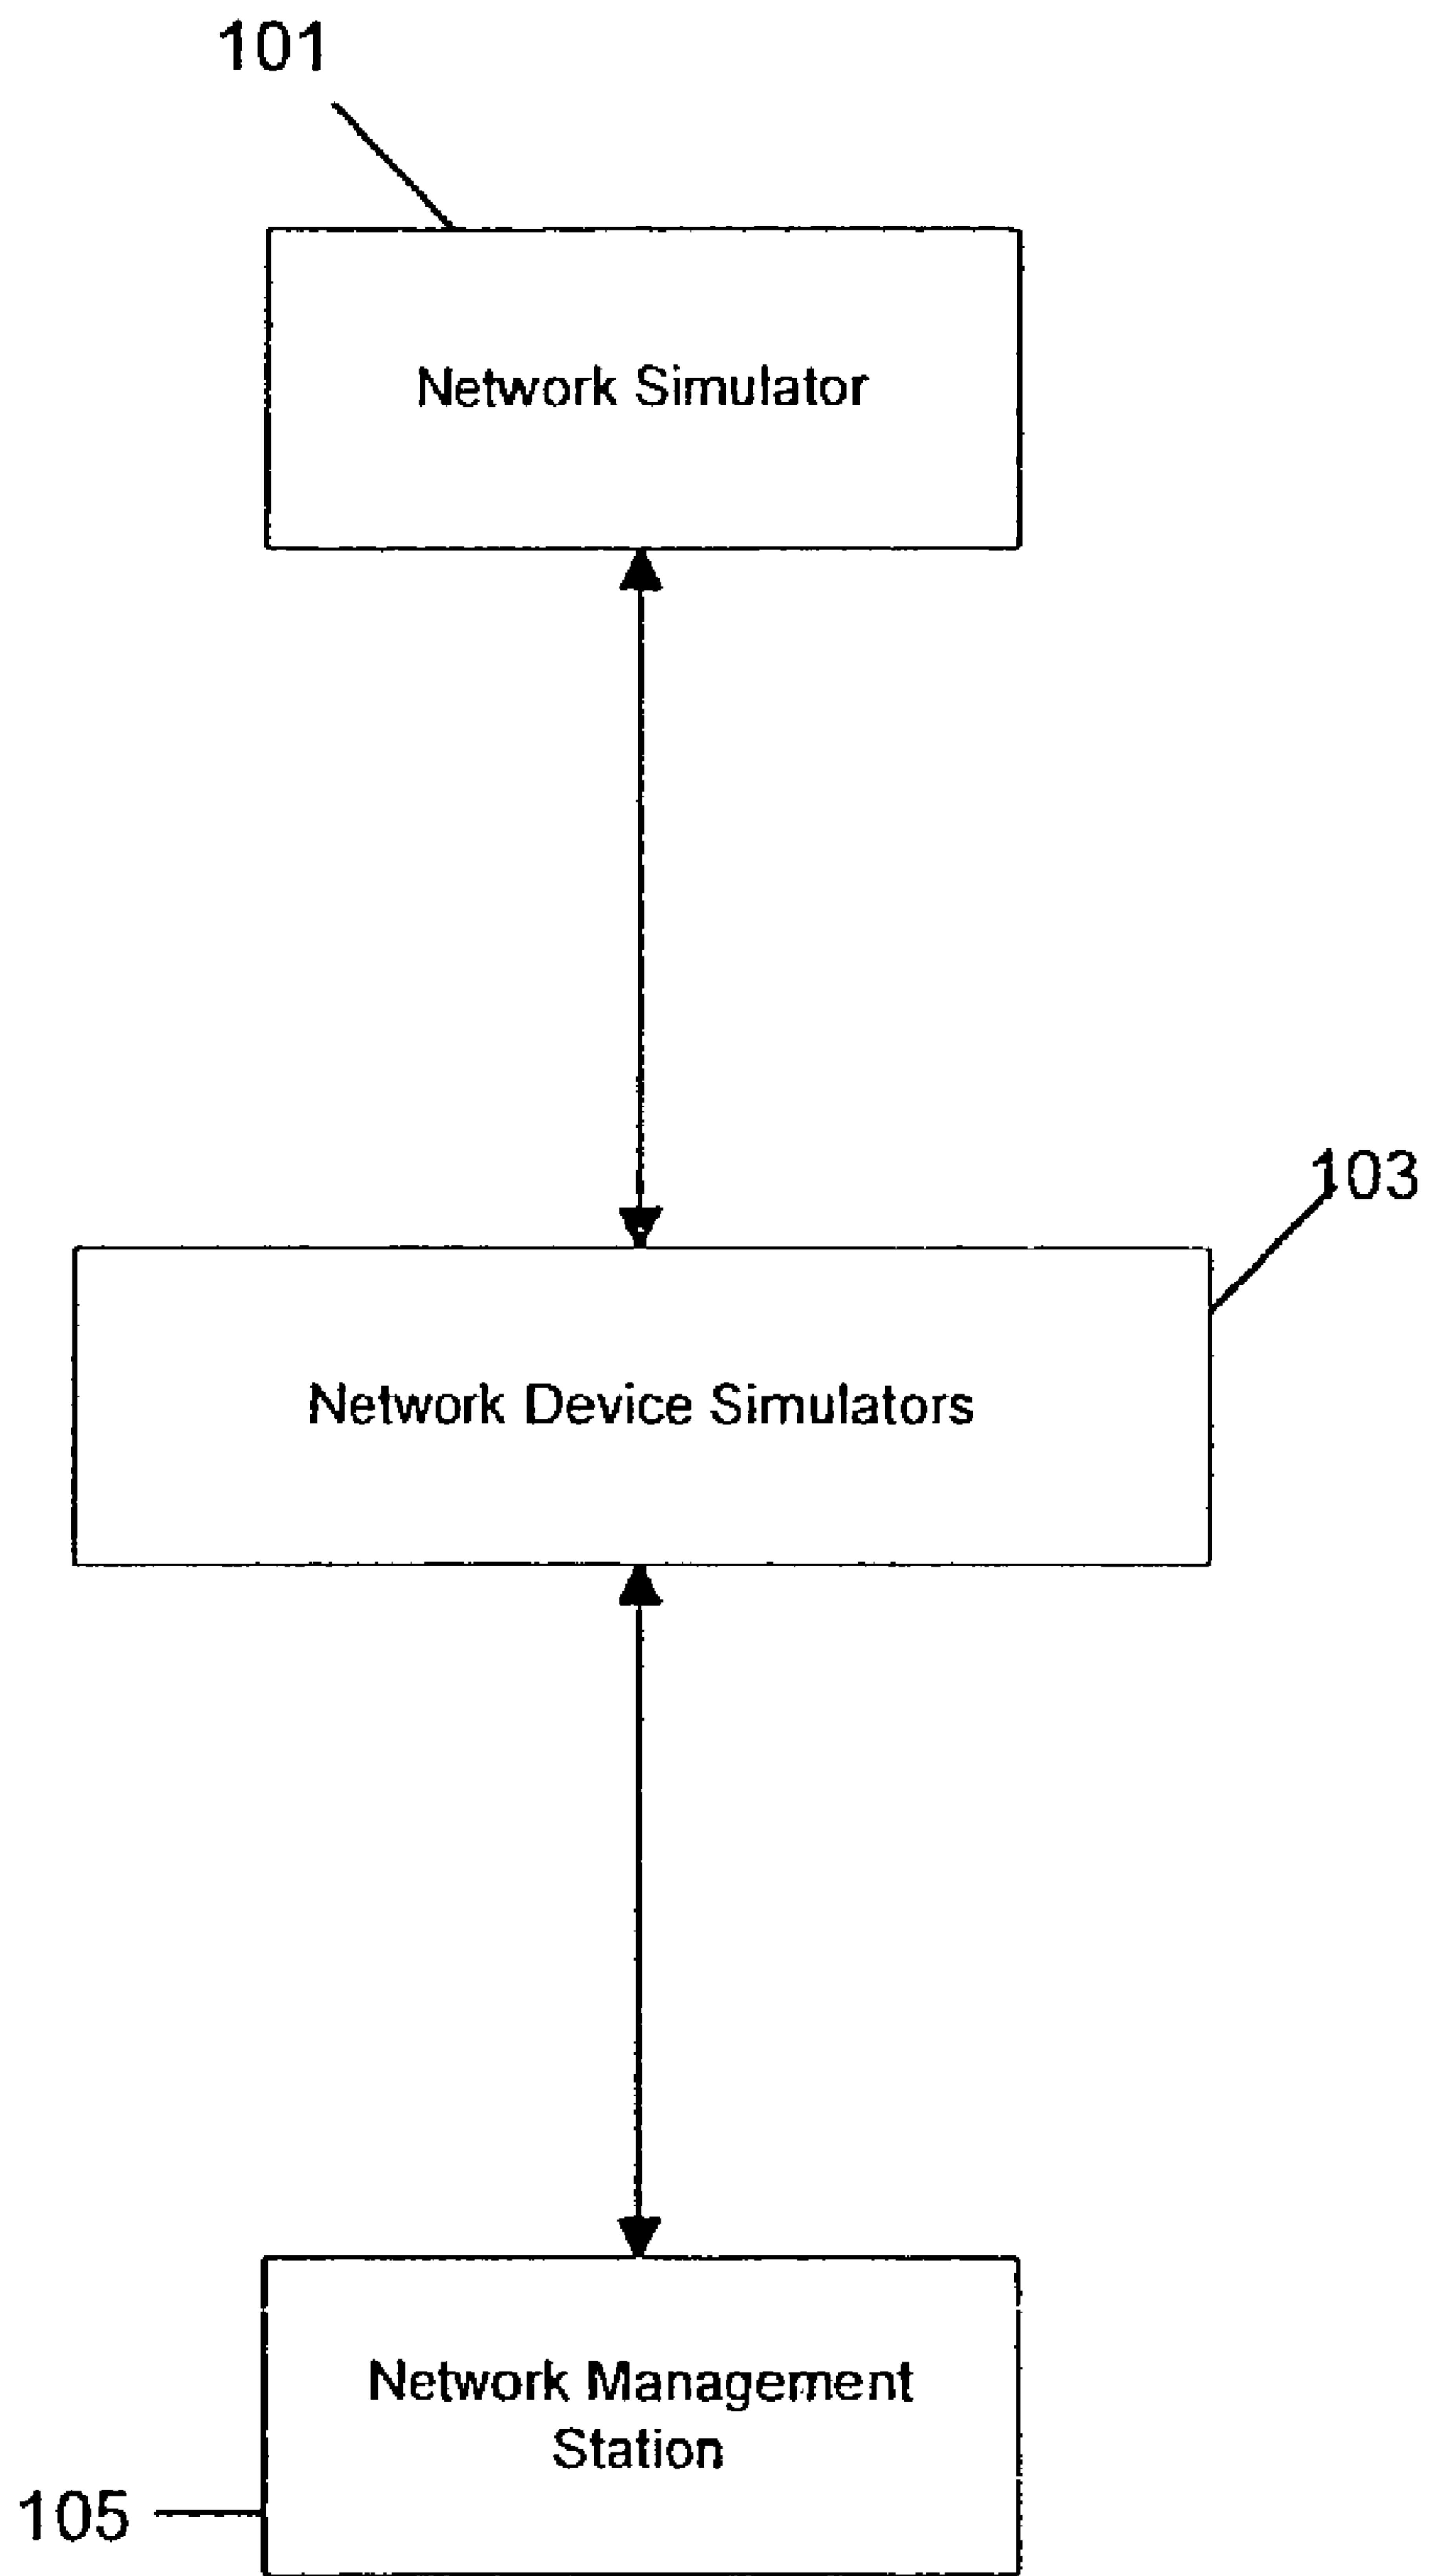 101
Network Simulator
103
Network Device Simulators
Network Management
Station
105